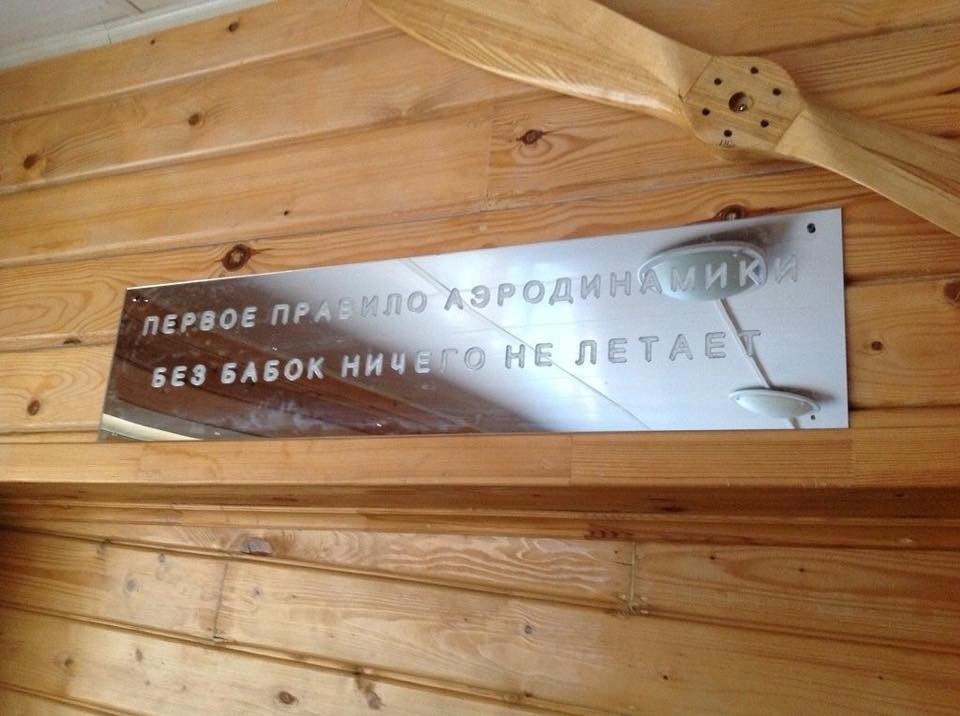 ПЕРВОЕ ПРАВИЛО АЭРОДИНАМИКИ
БЕЗ БАБОК НИЧЕГО НЕ ЛЕТАЕТ